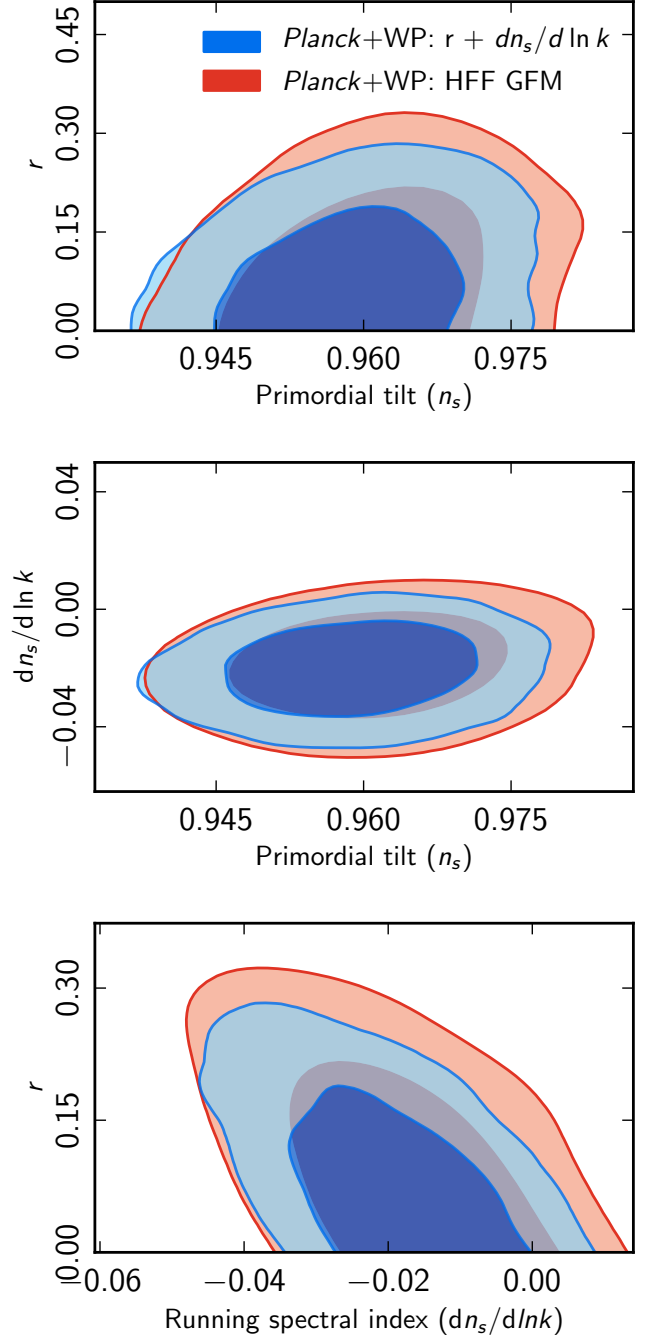 0.45
Planck+WP: r + dn_s/d ln k
Planck+WP: HFF GFM
0.30
r
0.15
0.00
0.945 0.960 0.975
Primordial tilt (n_s)
0.04
dn_s/d ln k
0.00
−0.04
0.945 0.960 0.975
Primordial tilt (n_s)
0.30
r
0.15
0.00
−0.06 −0.04 −0.02 0.00
Running spectral index (dn_s/dlnk)